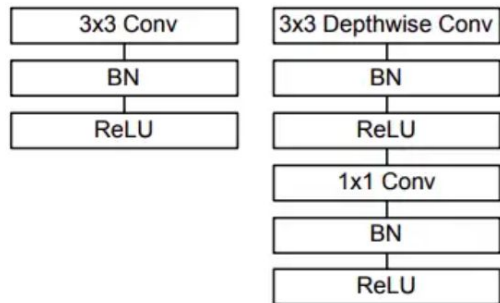 3x3 Conv
BN
ReLU
3x3 Depthwise Conv
BN
ReLU
1x1 Conv
BN
ReLU